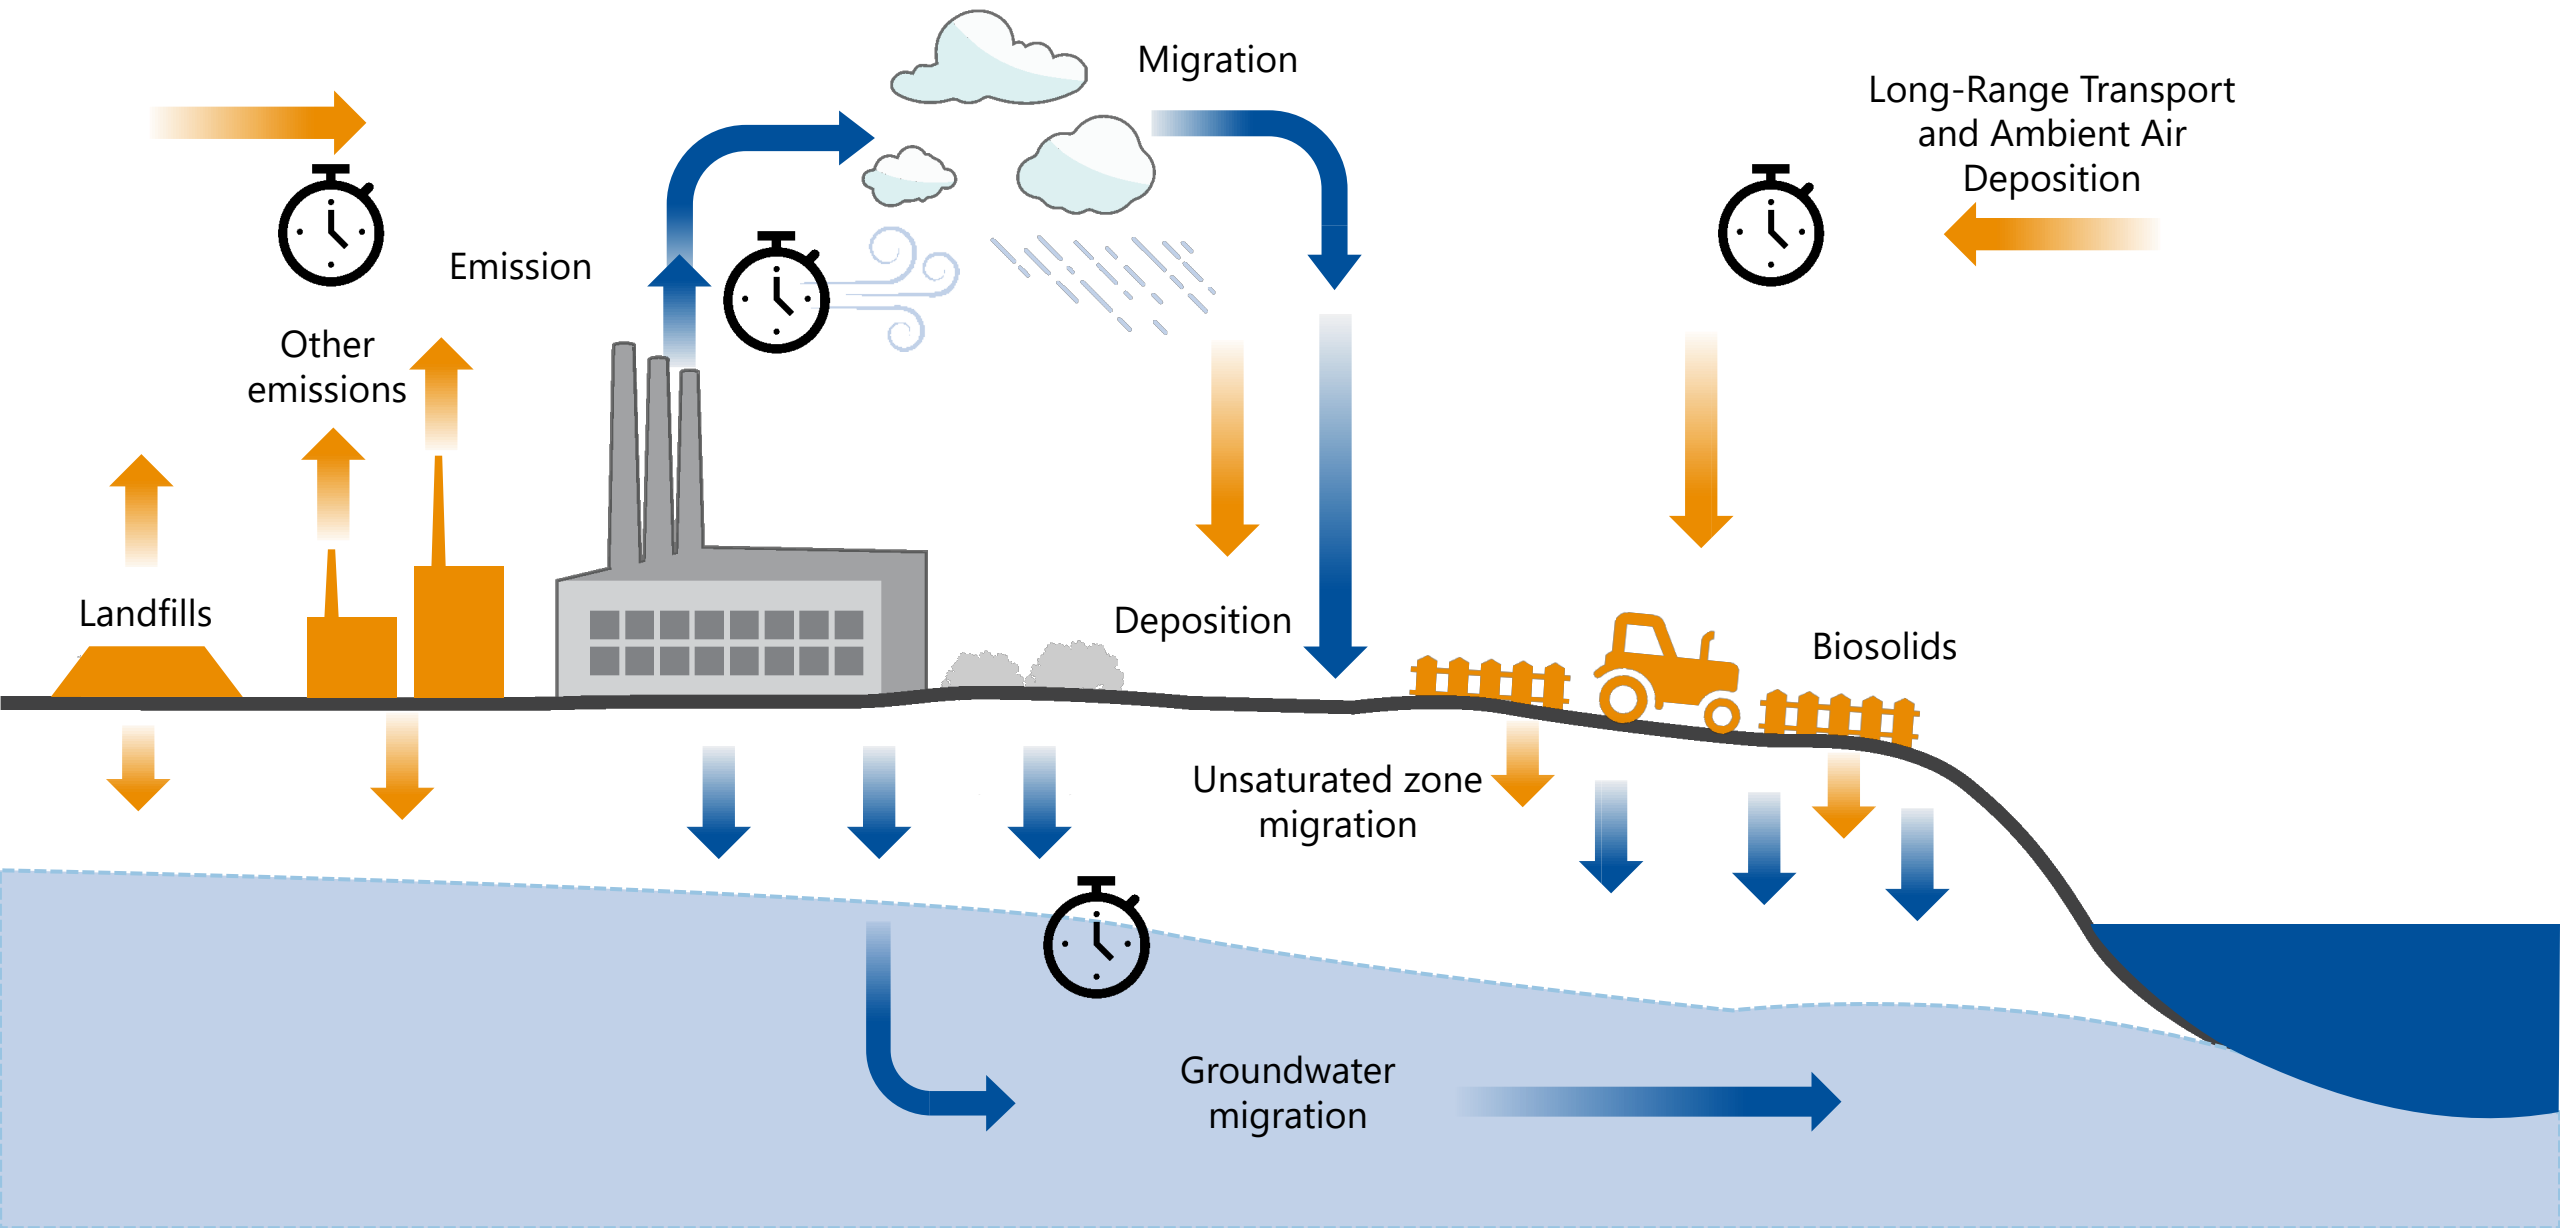 Migration
Long-Range Transport
and Ambient Air
Deposition
Emission
Other
emissions
Landfills
Deposition
Biosolids
Unsaturated zone
migration
Groundwater
migration